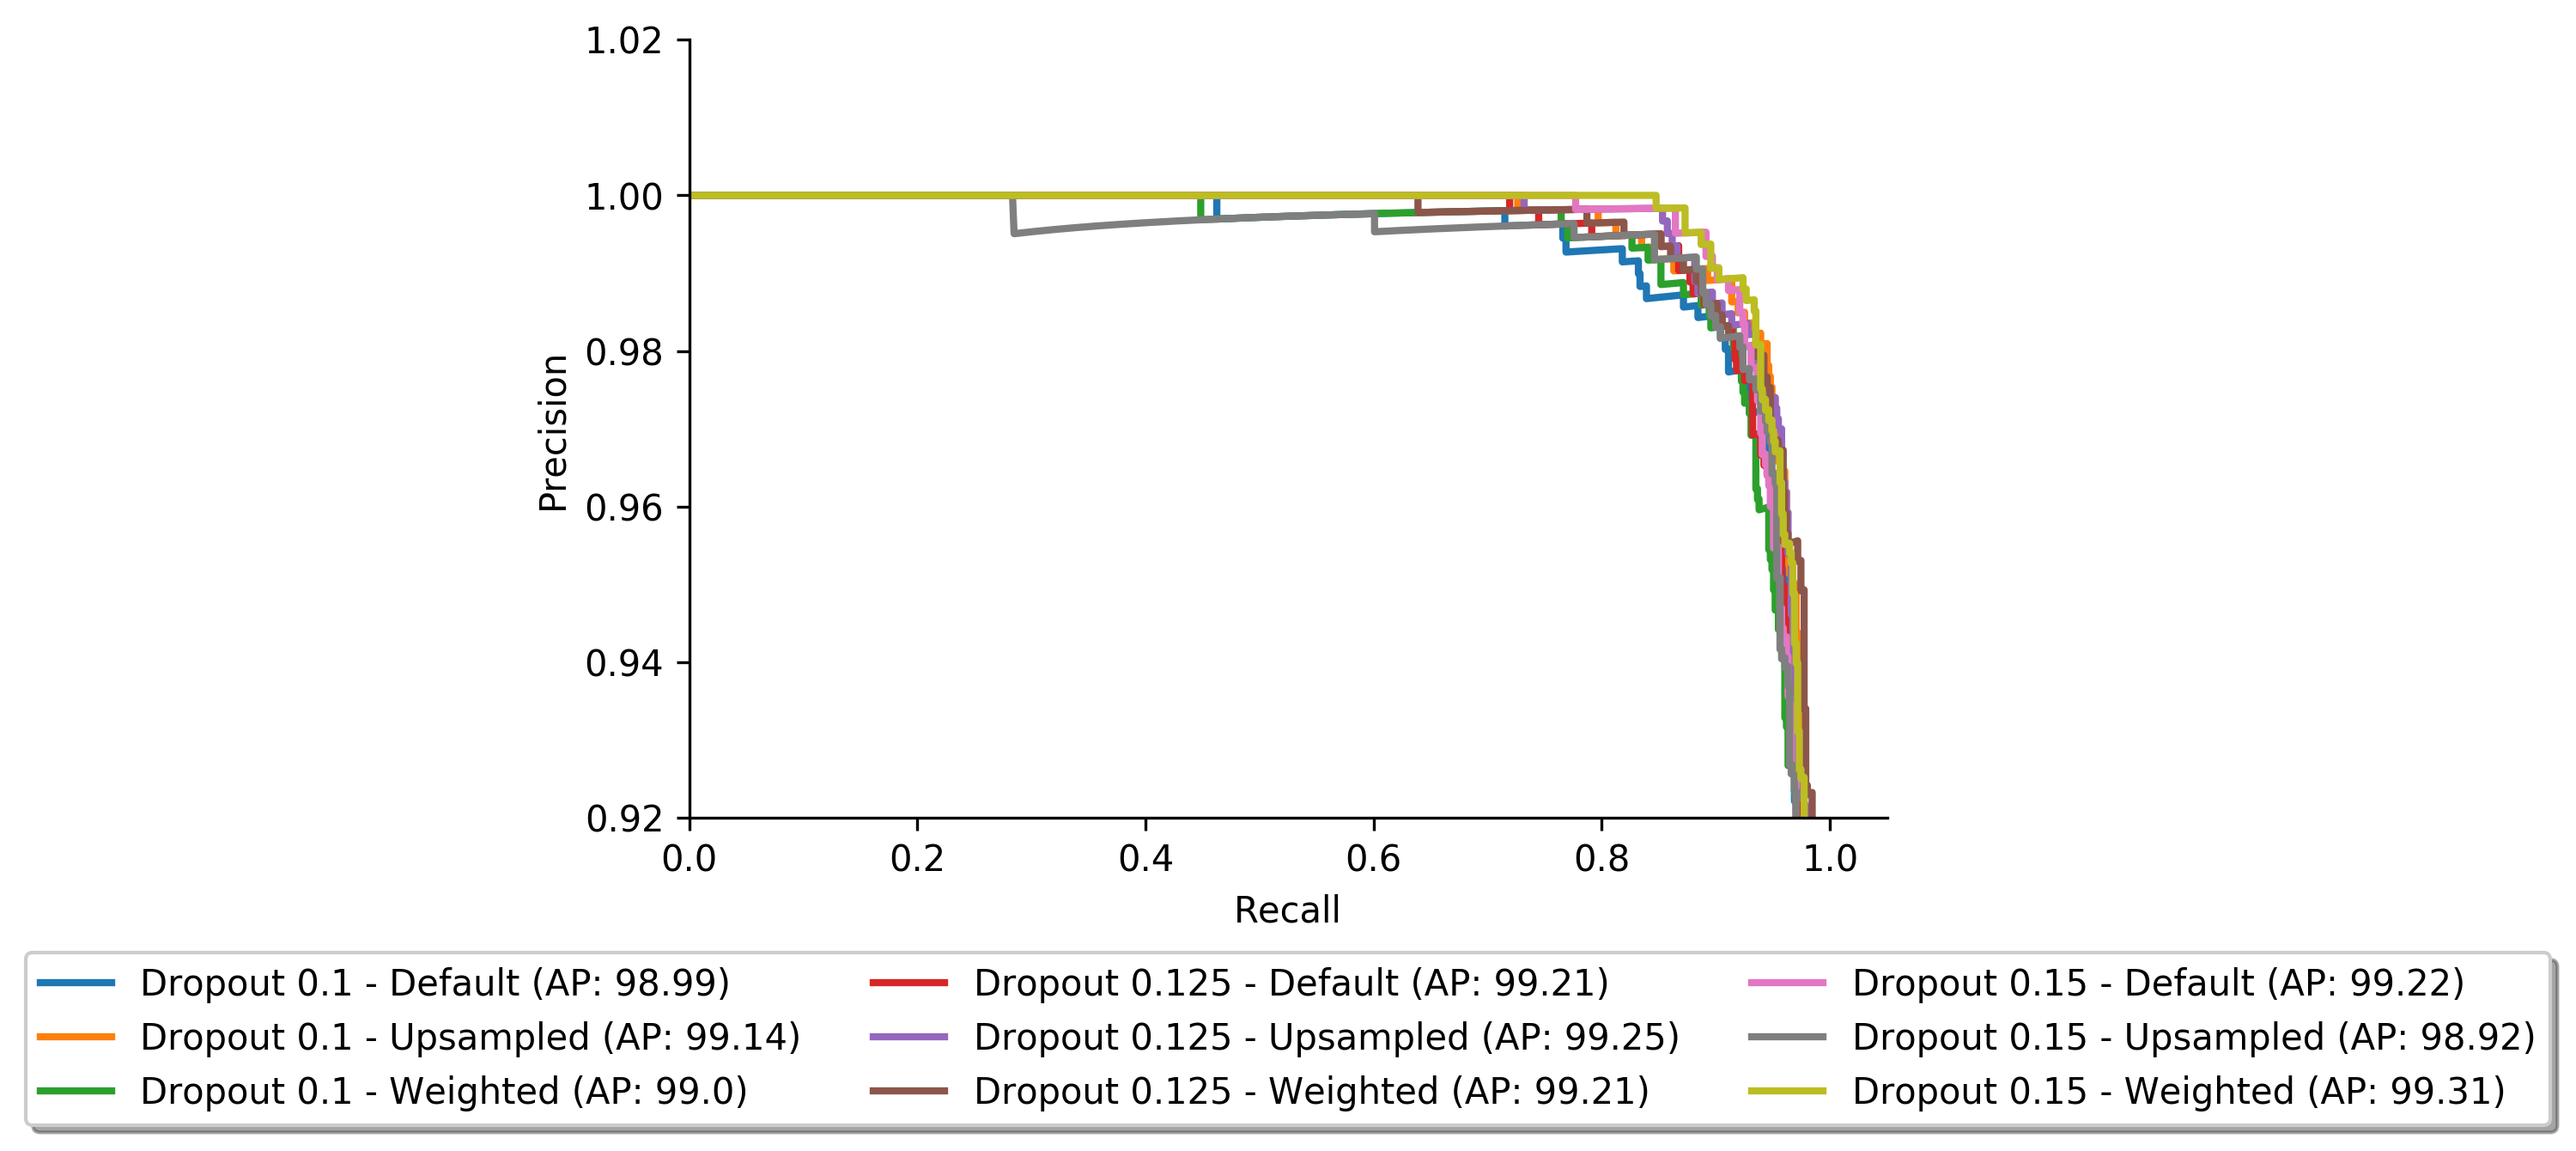 1.02
1.00
0.98
0.96
0.94
0.92
Precision
0.0 0.2 0.4 0.6 0.8 1.0
Recall
Dropout 0.1 - Default (AP: 98.99)
Dropout 0.1 - Upsampled (AP: 99.14)
Dropout 0.1 - Weighted (AP: 99.0)
Dropout 0.125 - Default (AP: 99.21)
Dropout 0.125 - Upsampled (AP: 99.25)
Dropout 0.125 - Weighted (AP: 99.21)
Dropout 0.15 - Default (AP: 99.22)
Dropout 0.15 - Upsampled (AP: 98.92)
Dropout 0.15 - Weighted (AP: 99.31)